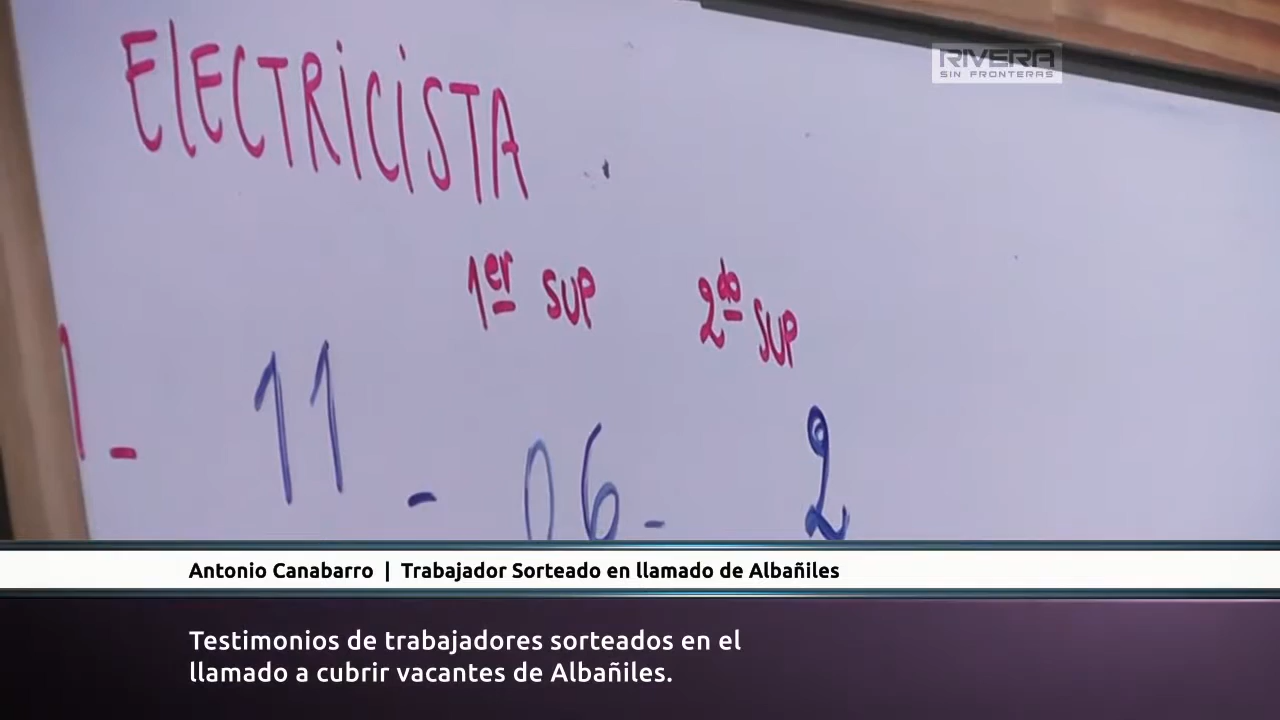 RIVERA
SIN FRONTERAS
ElECTRiCiSTA
1er SUP 2do SUP
1 - 11 - 06 - 2
Antonio Canabarro | Trabajador Sorteado en llamado de Albañiles
Testimonios de trabajadores sorteados en el
llamado a cubrir vacantes de Albañiles.